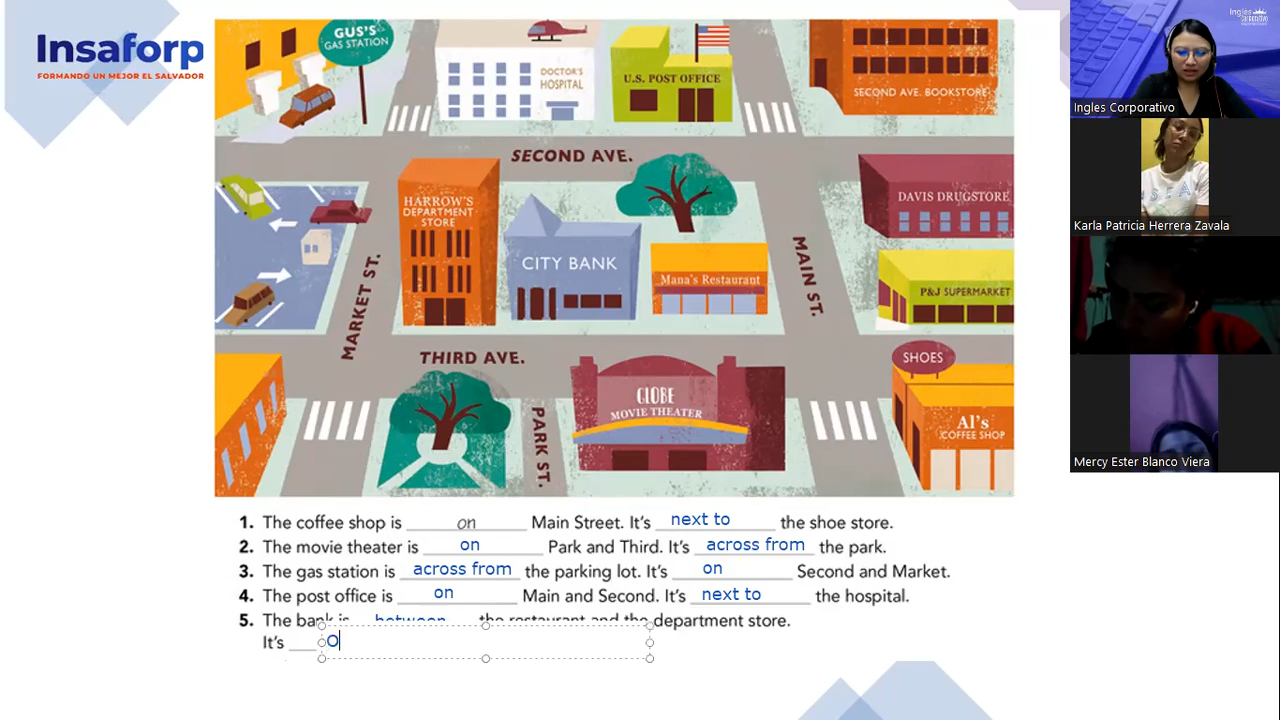 Insaforp
FORMANDO UN MEJOR EL SALVADOR
GUS'S
GAS STATION
DOCTOR'S
HOSPITAL
U.S. POST OFFICE
SECOND AVE. BOOKSTORE
SECOND AVE.
HARROW'S
DEPARTMENT
STORE
CITY BANK
Mana's Restaurant
DAVIS DRUGSTORE
P&J SUPERMARKET
MARKET ST.
MAIN ST.
THIRD AVE.
PARK ST.
GLOBE
MOVIE THEATER
SHOES
Al's
COFFEE SHOP
1. The coffee shop is on Main Street. It's next to the shoe store.
2. The movie theater is on Park and Third. It's across from the park.
3. The gas station is across from the parking lot. It's on Second and Market.
4. The post office is on Main and Second. It's next to the hospital.
5. The bank is between the restaurant and the department store.
It's O
Ingles
Ingles Corporativo
Karla Patricia Herrera Zavala
Mercy Ester Blanco Viera